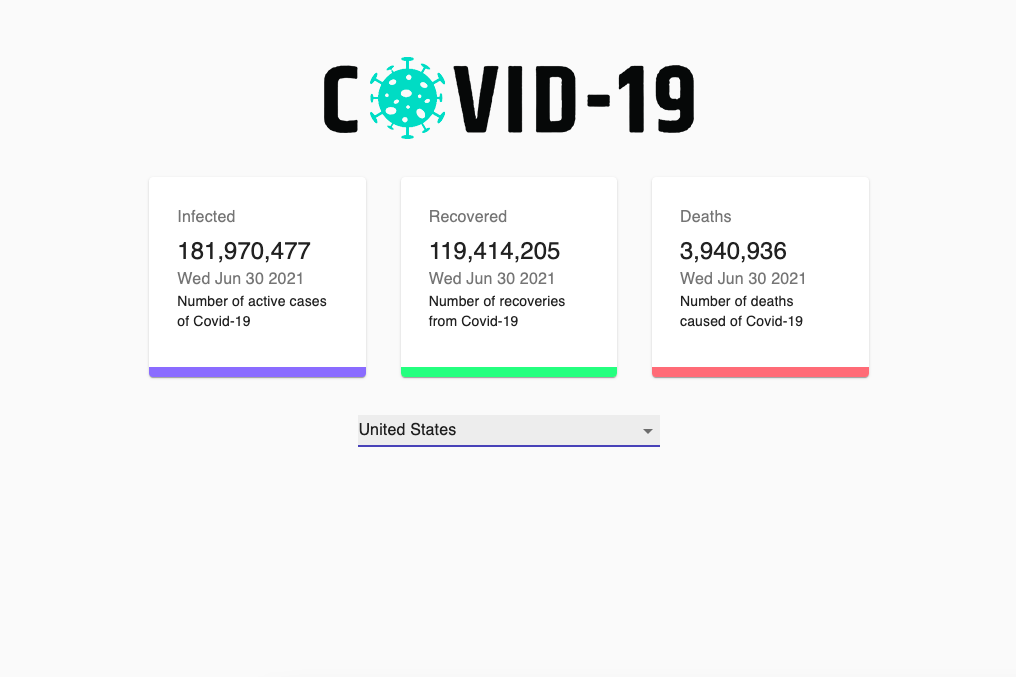 COVID-19
Infected
181,970,477
Wed Jun 30 2021
Number of active cases
of Covid-19
Recovered
119,414,205
Wed Jun 30 2021
Number of recoveries
from Covid-19
Deaths
3,940,936
Wed Jun 30 2021
Number of deaths
caused of Covid-19
United States